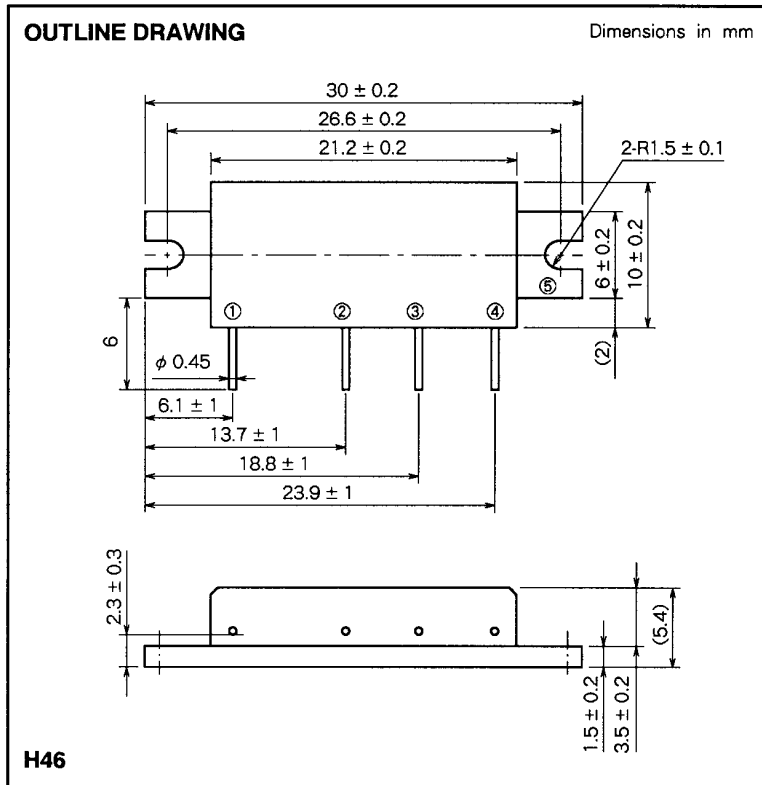 OUTLINE DRAWING
Dimensions in mm
30 ± 0.2
26.6 ± 0.2
21.2 ± 0.2
2-R1.5 ± 0.1
6 ± 0.2
10 ± 0.2
⑤
① ② ③ ④
(2)
6
φ 0.45
6.1 ± 1
13.7 ± 1
18.8 ± 1
23.9 ± 1
2.3 ± 0.3
(5.4)
1.5 ± 0.2
3.5 ± 0.2
H46